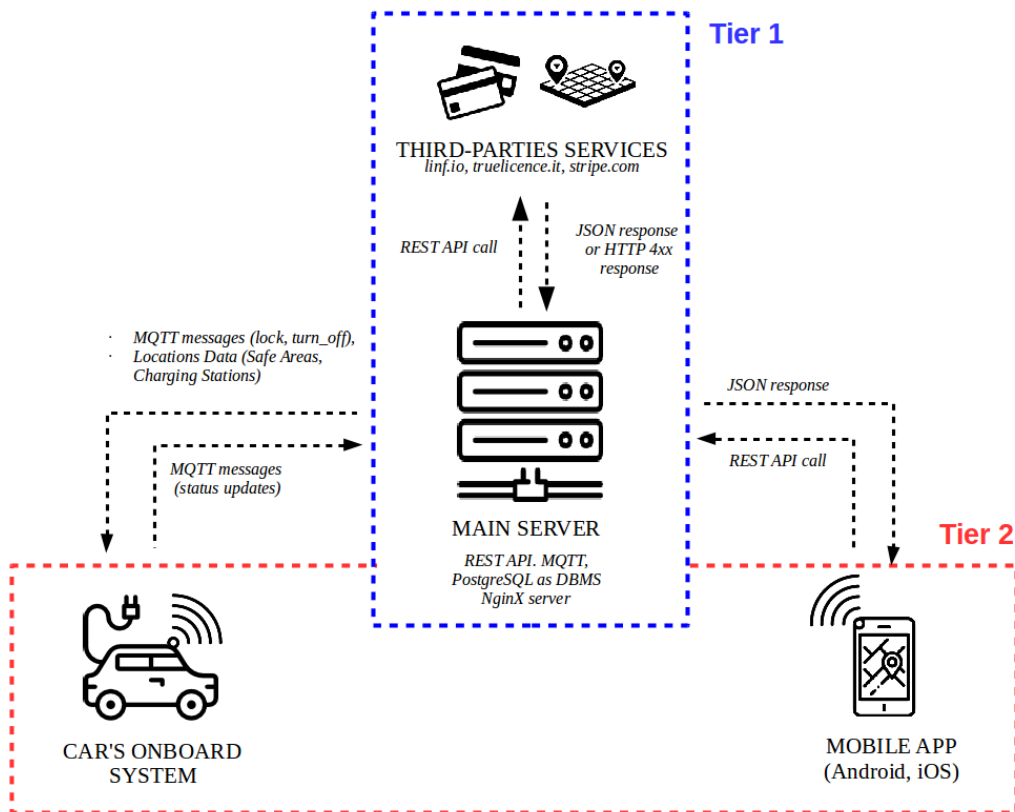 Tier 1
THIRD-PARTIES SERVICES
linf.io, truelicence.it, stripe.com
REST API call
JSON response
or HTTP 4xx
response
· MQTT messages (lock, turn_off),
· Locations Data (Safe Areas,
Charging Stations)
MQTT messages
(status updates)
JSON response
REST API call
MAIN SERVER
REST API. MQTT,
PostgreSQL as DBMS
NginX server
Tier 2
CAR'S ONBOARD
SYSTEM
MOBILE APP
(Android, iOS)